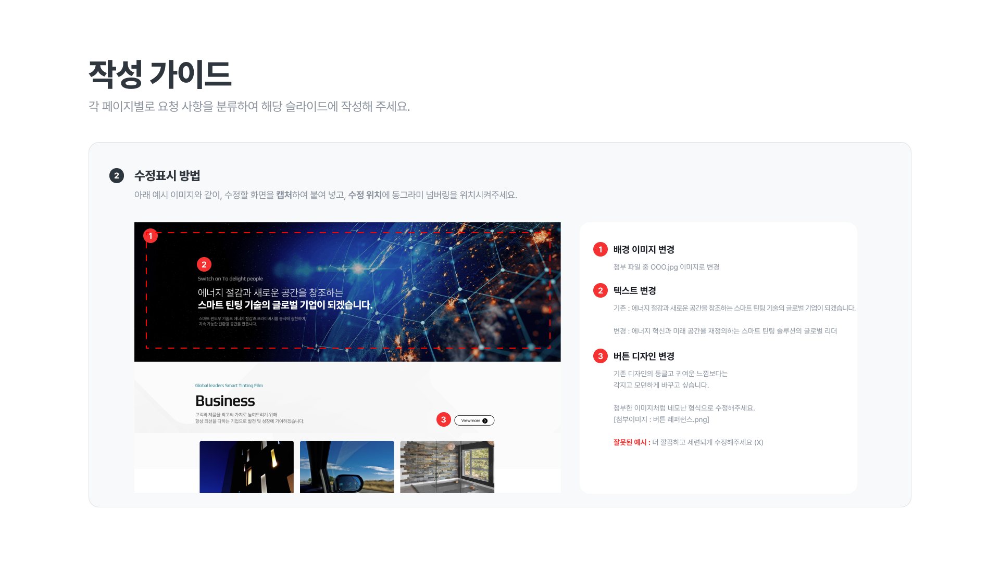 작성 가이드
각 페이지별로 요청 사항을 분류하여 해당 슬라이드에 작성해 주세요.
2 수정표시 방법
아래 예시 이미지와 같이, 수정할 화면을 캡처하여 붙여 넣고, 수정 위치에 동그라미 넘버링을 위치시켜주세요.
1
2
Switch on To delight people
에너지 절감과 새로운 공간을 창조하는
스마트 틴팅 기술의 글로벌 기업이 되겠습니다.
스마트 윈도우 기술로 에너지 절감과 프라이버시를 동시에 실현하며,
지속 가능한 친환경 공간을 만듭니다.
Global leaders Smart Tinting Film
Business
고객의 제품을 최고의 가치로 높여드리기 위해
항상 최선을 다하는 기업으로 발전 및 성장에 기여하겠습니다.
3 Viewmore
1 배경 이미지 변경
첨부 파일 중 OOO.jpg 이미지로 변경
2 텍스트 변경
기존 : 에너지 절감과 새로운 공간을 창조하는 스마트 틴팅 기술의 글로벌 기업이 되겠습니다.
변경 : 에너지 혁신과 미래 공간을 재정의하는 스마트 틴팅 솔루션의 글로벌 리더
3 버튼 디자인 변경
기존 디자인의 둥글고 귀여운 느낌보다는
각지고 모던하게 바꾸고 싶습니다.
첨부한 이미지처럼 네모난 형식으로 수정해주세요.
[첨부이미지 : 버튼 레퍼런스.png]
잘못된 예시 : 더 깔끔하고 세련되게 수정해주세요 (X)